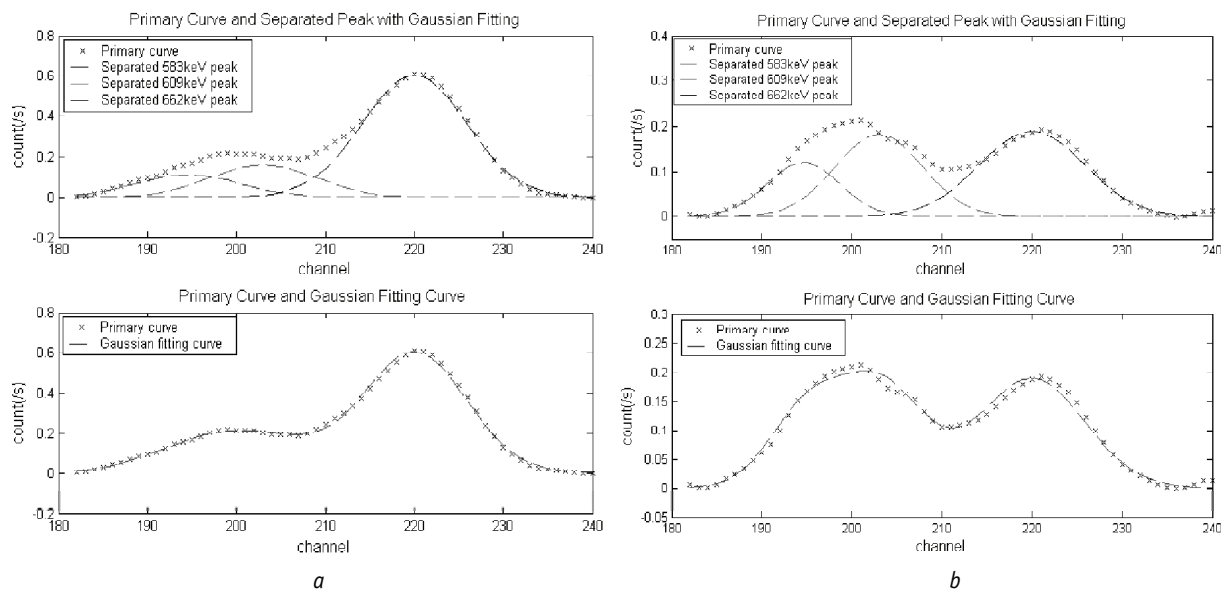 Primary Curve and Separated Peak with Gaussian Fitting
0.8
0.6
0.4
0.2
0
-0.2
count(/s)
Primary curve
Separated 583keV peak
Separated 609keV peak
Separated 662keV peak
180 190 200 210 220 230 240
channel
Primary Curve and Gaussian Fitting Curve
0.8
0.6
0.4
0.2
0
-0.2
count(/s)
Primary curve
Gaussian fitting curve
180 190 200 210 220 230 240
channel
a
Primary Curve and Separated Peak with Gaussian Fitting
0.4
0.3
0.2
0.1
0
count(/s)
Primary curve
Separated 583keV peak
Separated 609keV peak
Separated 662keV peak
180 190 200 210 220 230 240
channel
Primary Curve and Gaussian Fitting Curve
0.3
0.25
0.2
0.15
0.1
0.05
0
-0.05
count(/s)
Primary curve
Gaussian fitting curve
180 190 200 210 220 230 240
channel
b